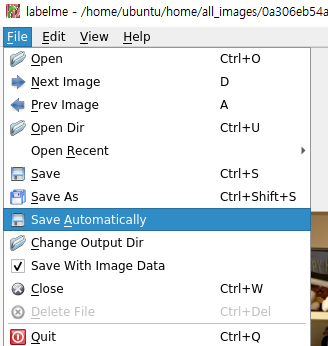 labelme - /home/ubuntu/home/all_images/0a306eb54a
File Edit View Help
Open Ctrl+O
Next Image D
Prev Image A
Open Dir Ctrl+U
Open Recent
Save Ctrl+S
Save As Ctrl+Shift+S
Save Automatically
Change Output Dir
Save With Image Data
Close Ctrl+W
Delete File Ctrl+Del
Quit Ctrl+Q